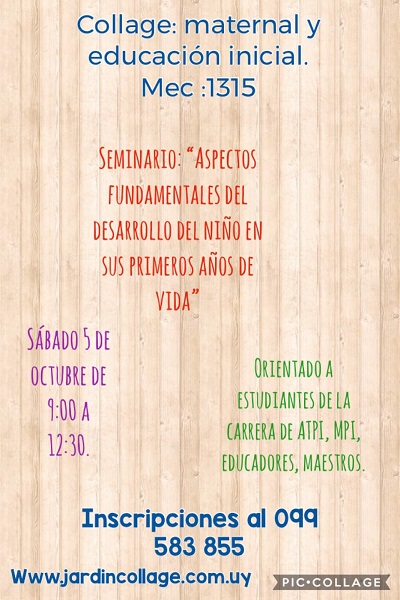 Collage: maternal y
educación inicial.
Mec :1315
Seminario: “Aspectos
fundamentales del
desarrollo del niño en
sus primeros años de
vida”
Sábado 5 de
octubre de
9:00 a
12:30.
Orientado a
estudiantes de la
carrera de ATPI, MPI,
educadores, maestros.
Inscripciones al 099
583 855
Www.jardincollage.com.uy
PIC•COLLAGE